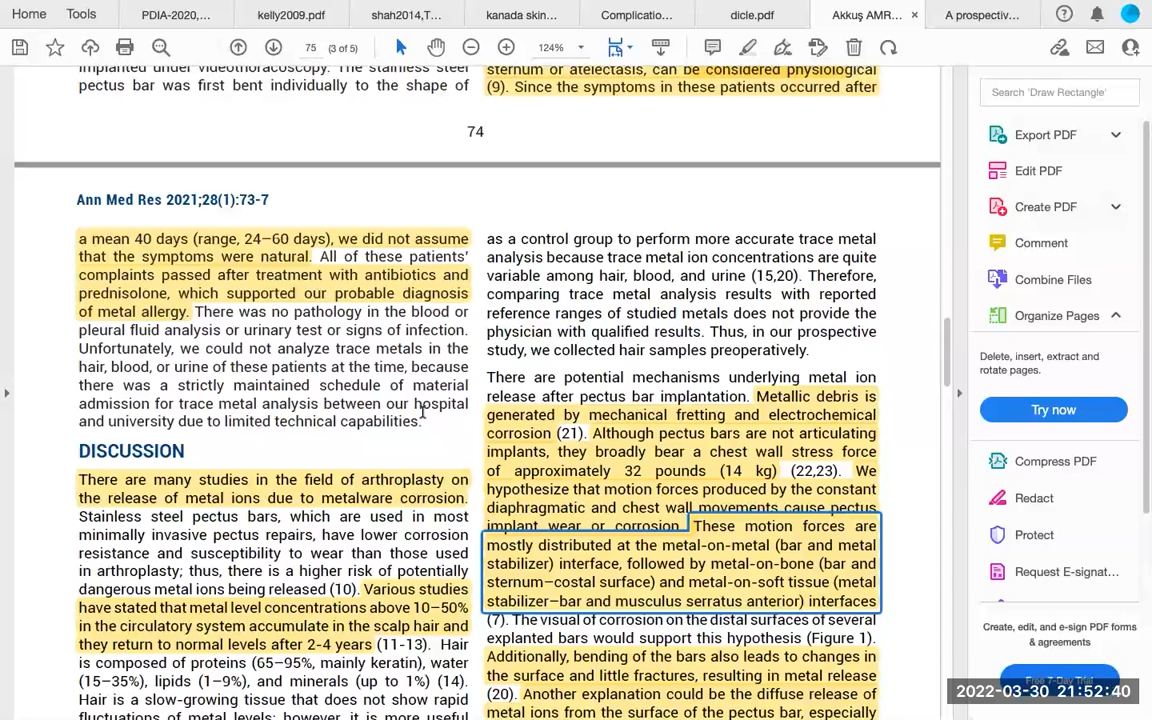 Home
Tools
PDIA-2020,...
kelly2009.pdf
shah2014,T...
kanada skin...
Complicatio...
dicle.pdf
Akkuş AMR...
A prospectiv...
75 (3 of 5)
124%
implanted under videothoracoscopy. The stainless steel
pectus bar was first bent individually to the shape of
sternum or atelectasis, can be considered physiological
(9). Since the symptoms in these patients occurred after
74
Ann Med Res 2021;28(1):73-7
a mean 40 days (range, 24–60 days), we did not assume
that the symptoms were natural. All of these patients’
complaints passed after treatment with antibiotics and
prednisolone, which supported our probable diagnosis
of metal allergy. There was no pathology in the blood or
pleural fluid analysis or urinary test or signs of infection.
Unfortunately, we could not analyze trace metals in the
hair, blood, or urine of these patients at the time, because
there was a strictly maintained schedule of material
admission for trace metal analysis between our hospital
and university due to limited technical capabilities.
DISCUSSION
There are many studies in the field of arthroplasty on
the release of metal ions due to metalware corrosion.
Stainless steel pectus bars, which are used in most
minimally invasive pectus repairs, have lower corrosion
resistance and susceptibility to wear than those used
in arthroplasty; thus, there is a higher risk of potentially
dangerous metal ions being released (10). Various studies
have stated that metal level concentrations above 10–50%
in the circulatory system accumulate in the scalp hair and
they return to normal levels after 2-4 years (11-13). Hair
is composed of proteins (65–95%, mainly keratin), water
(15–35%), lipids (1–9%), and minerals (up to 1%) (14).
Hair is a slow-growing tissue that does not show rapid
fluctuations of metal levels; however, it is more useful
as a control group to perform more accurate trace metal
analysis because trace metal ion concentrations are quite
variable among hair, blood, and urine (15,20). Therefore,
comparing trace metal analysis results with reported
reference ranges of studied metals does not provide the
physician with qualified results. Thus, in our prospective
study, we collected hair samples preoperatively.
There are potential mechanisms underlying metal ion
release after pectus bar implantation. Metallic debris is
generated by mechanical fretting and electrochemical
corrosion (21). Although pectus bars are not articulating
implants, they broadly bear a chest wall stress force
of approximately 32 pounds (14 kg) (22,23). We
hypothesize that motion forces produced by the constant
diaphragmatic and chest wall movements cause pectus
implant wear or corrosion. These motion forces are
mostly distributed at the metal-on-metal (bar and metal
stabilizer) interface, followed by metal-on-bone (bar and
sternum–costal surface) and metal-on-soft tissue (metal
stabilizer–bar and musculus serratus anterior) interfaces
(7). The visual of corrosion on the distal surfaces of several
explanted bars would support this hypothesis (Figure 1).
Additionally, bending of the bars also leads to changes in
the surface and little fractures, resulting in metal release
(20). Another explanation could be the diffuse release of
metal ions from the surface of the pectus bar, especially
Search 'Draw Rectangle'
Export PDF
Edit PDF
Create PDF
Comment
Combine Files
Organize Pages
Delete, insert, extract and
rotate pages.
Try now
Compress PDF
Redact
Protect
Request E-signat...
Create, edit, and e-sign PDF forms
& agreements
Free 7-Day Trial
2022-03-30 21:52:40